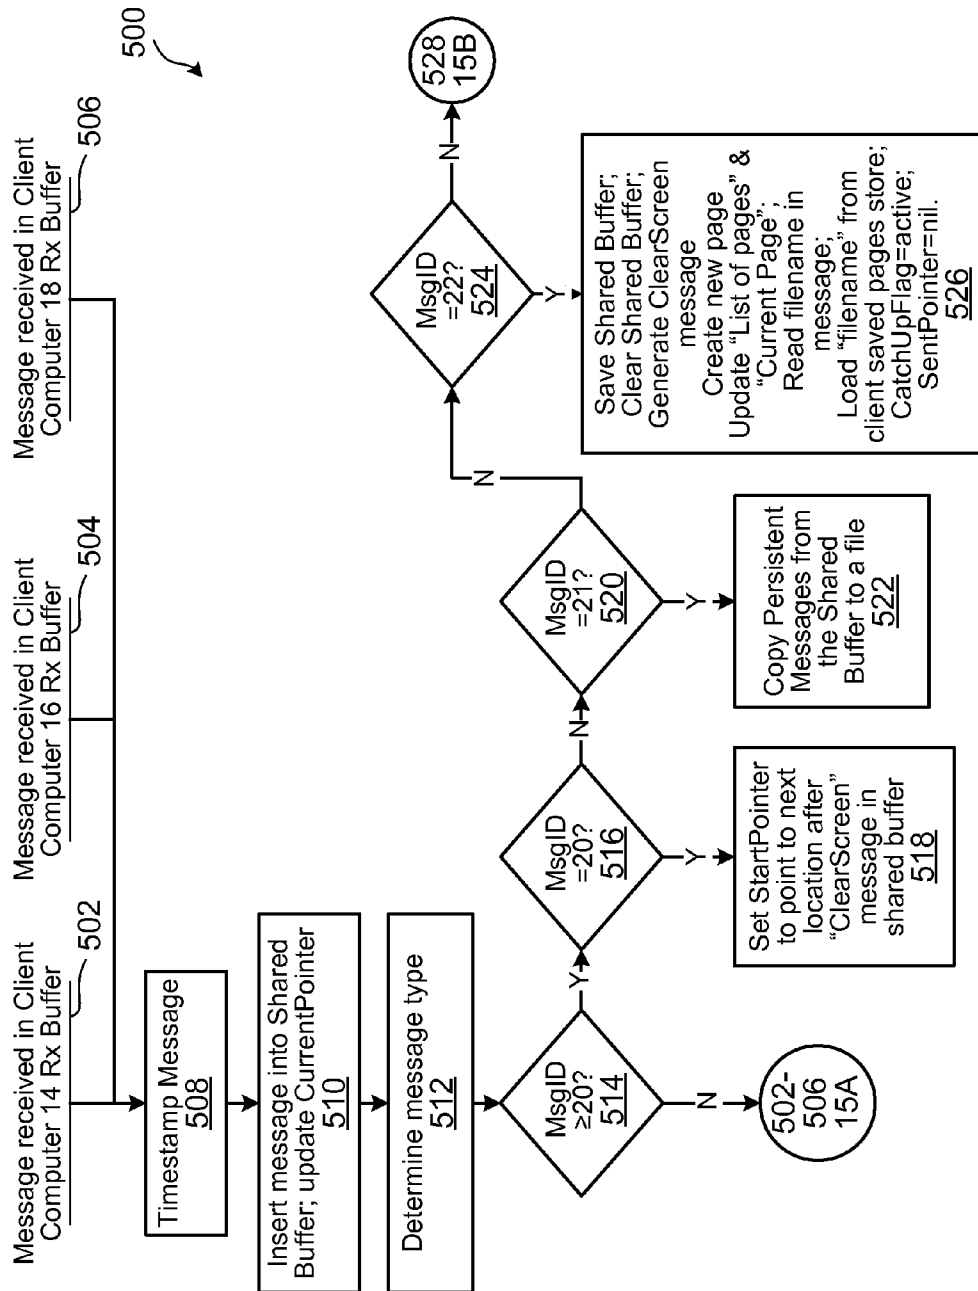 500
Message received in Client
Computer 14 Rx Buffer
502
Message received in Client
Computer 16 Rx Buffer
504
Message received in Client
Computer 18 Rx Buffer
506
Timestamp Message
508
Insert message into Shared
Buffer; update CurrentPointer
510
Determine message type
512
MsgID
≥20?
514
N
502-
506
15A
Y
MsgID
=20?
516
Y
Set StartPointer
to point to next
location after
“ClearScreen”
message in
shared buffer
518
N
MsgID
=21?
520
Y
Copy Persistent
Messages from
the Shared
Buffer to a file
522
N
MsgID
=22?
524
Y
Save Shared Buffer;
Clear Shared Buffer;
Generate ClearScreen
message
Create new page
Update “List of pages” &
“Current Page”;
Read filename in
message;
Load “filename” from
client saved pages store;
CatchUpFlag=active;
SentPointer=nil.
526
N
528
15B